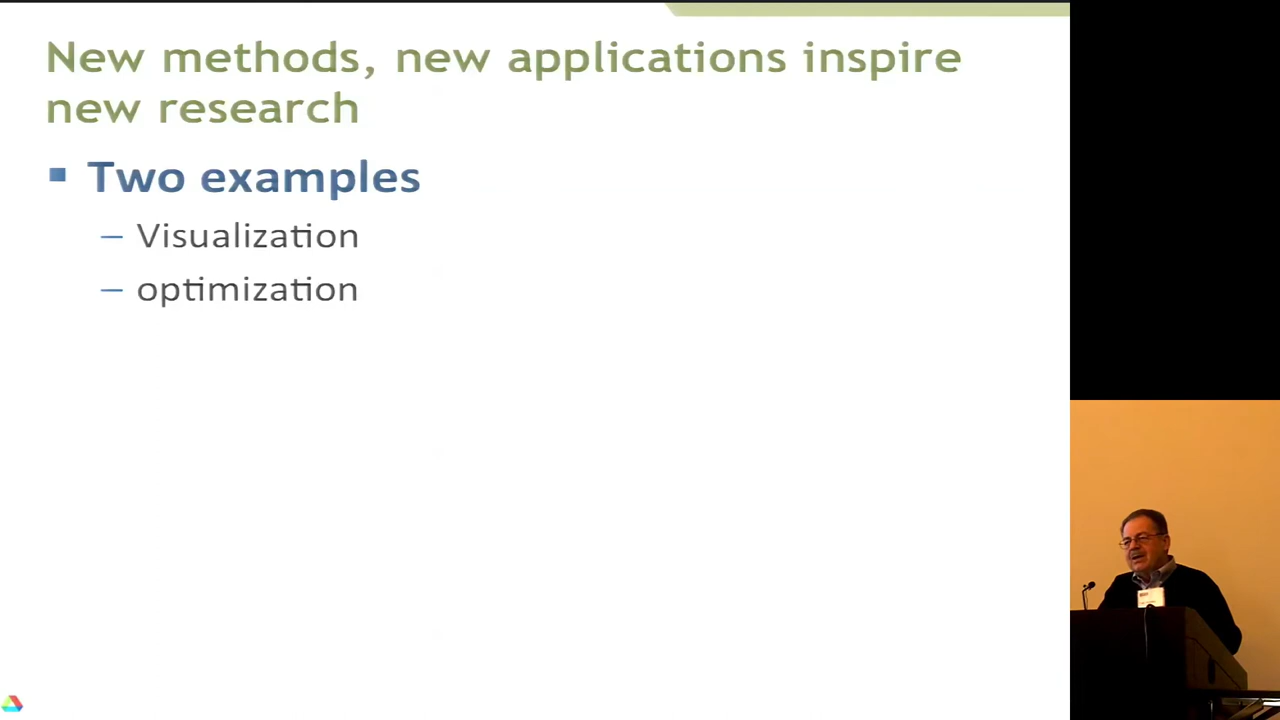 New methods, new applications inspire
new research
▪ Two examples
– Visualization
– optimization